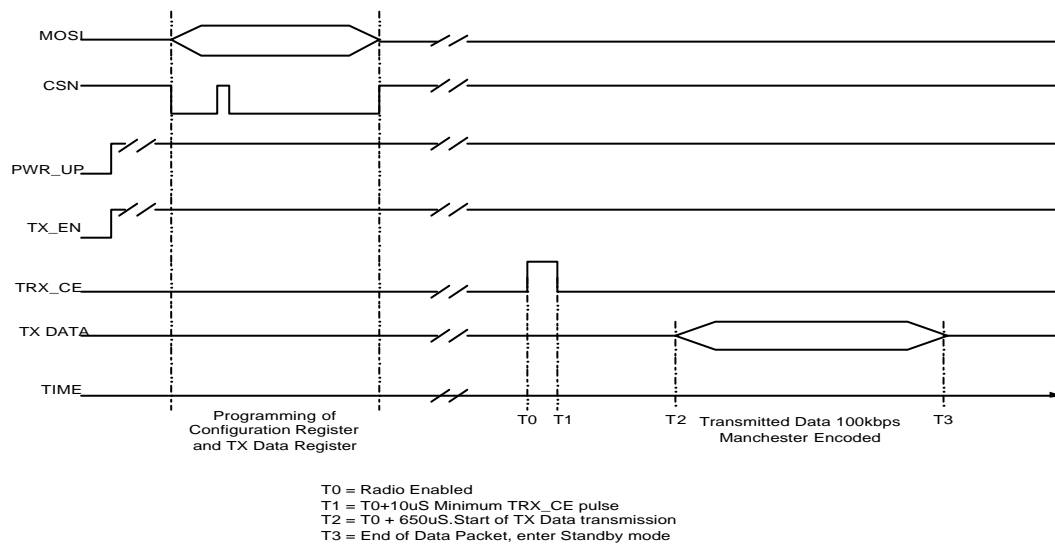 MOSI
CSN
PWR_UP
TX_EN
TRX_CE
TX DATA
TIME
Programming of
Configuration Register
and TX Data Register
T0
T1
T2
Transmitted Data 100kbps
Manchester Encoded
T3
T0 = Radio Enabled
T1 = T0+10uS Minimum TRX_CE pulse
T2 = T0 + 650uS.Start of TX Data transmission
T3 = End of Data Packet, enter Standby mode